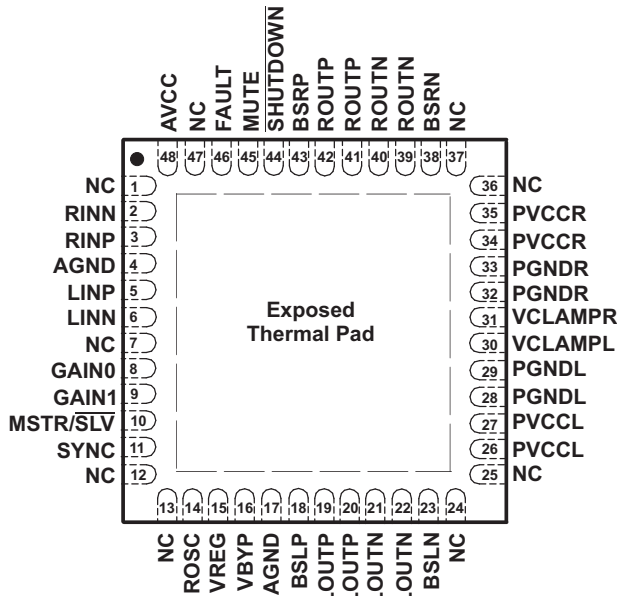 AVCC
NC
FAULT
MUTE
SHUTDOWN
BSRP
ROUTP
ROUTP
ROUTN
ROUTN
BSRN
NC
48 47 46 45 44 43 42 41 40 39 38 37
NC 1
RINN 2
RINP 3
AGND 4
LINP 5
LINN 6
NC 7
GAIN0 8
GAIN1 9
MSTR/SLV 10
SYNC 11
NC 12
Exposed
Thermal Pad
36 NC
35 PVCCR
34 PVCCR
33 PGNDR
32 PGNDR
31 VCLAMPR
30 VCLAMPL
29 PGNDL
28 PGNDL
27 PVCCL
26 PVCCL
25 NC
13 14 15 16 17 18 19 20 21 22 23 24
NC
ROSC
VREG
VBYP
AGND
BSLP
LOUTP
LOUTP
LOUTN
LOUTN
BSLN
NC